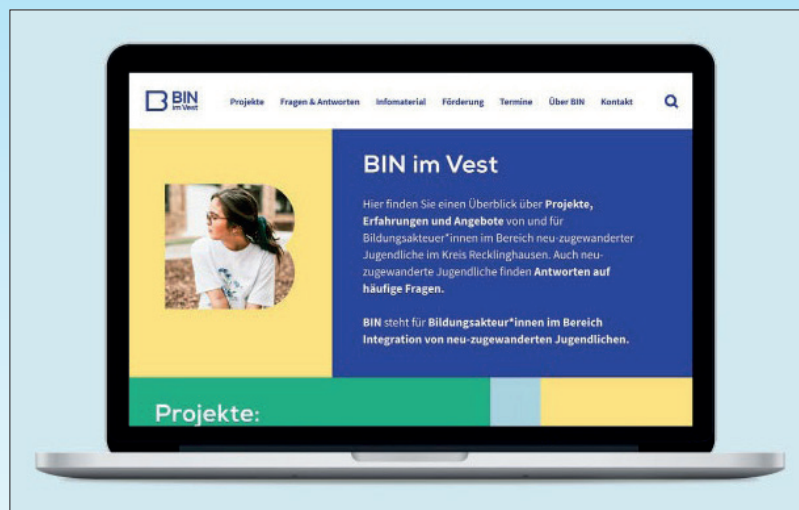 BIN
im Vest
Projekte Fragen & Antworten Infomaterial Förderung Termine Über BIN Kontakt
BIN im Vest
Hier finden Sie einen Überblick über Projekte,
Erfahrungen und Angebote von und für
Bildungsakteuer*innen im Bereich neu-zugewanderter
Jugendliche im Kreis Recklinghausen. Auch neu-
zugewanderte Jugendliche finden Antworten auf
häufige Fragen.
BIN steht für Bildungsakteur*innen im Bereich
Integration von neu-zugewanderten Jugendlichen.
Projekte: